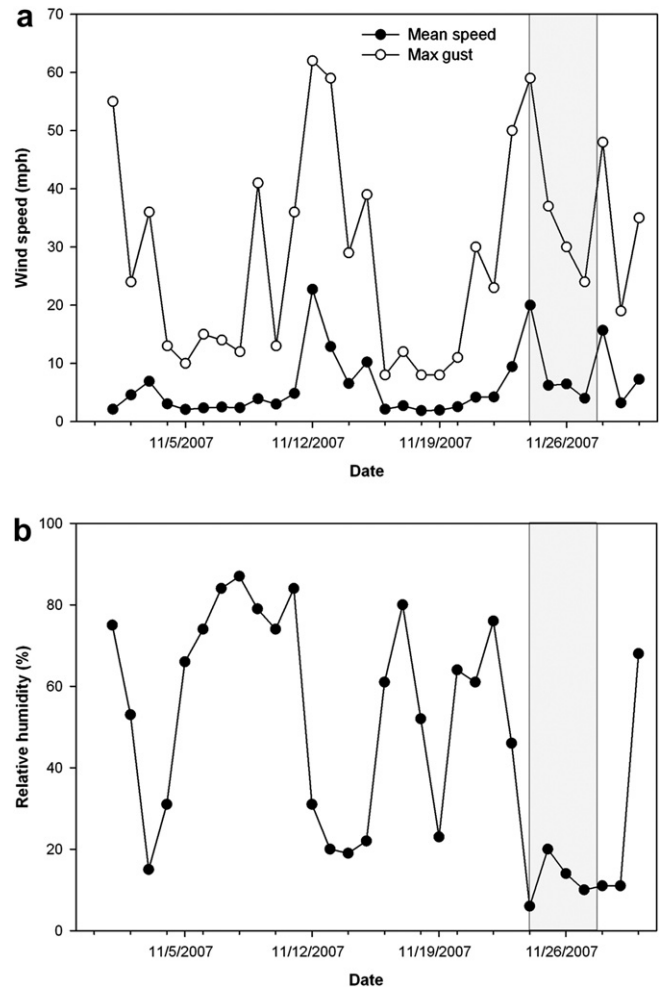 a
70
60
50
40
30
20
10
0
Wind speed (mph)
Mean speed
Max gust
11/5/2007 11/12/2007 11/19/2007 11/26/2007
Date
b
100
80
60
40
20
0
Relative humidity (%)
11/5/2007 11/12/2007 11/19/2007 11/26/2007
Date